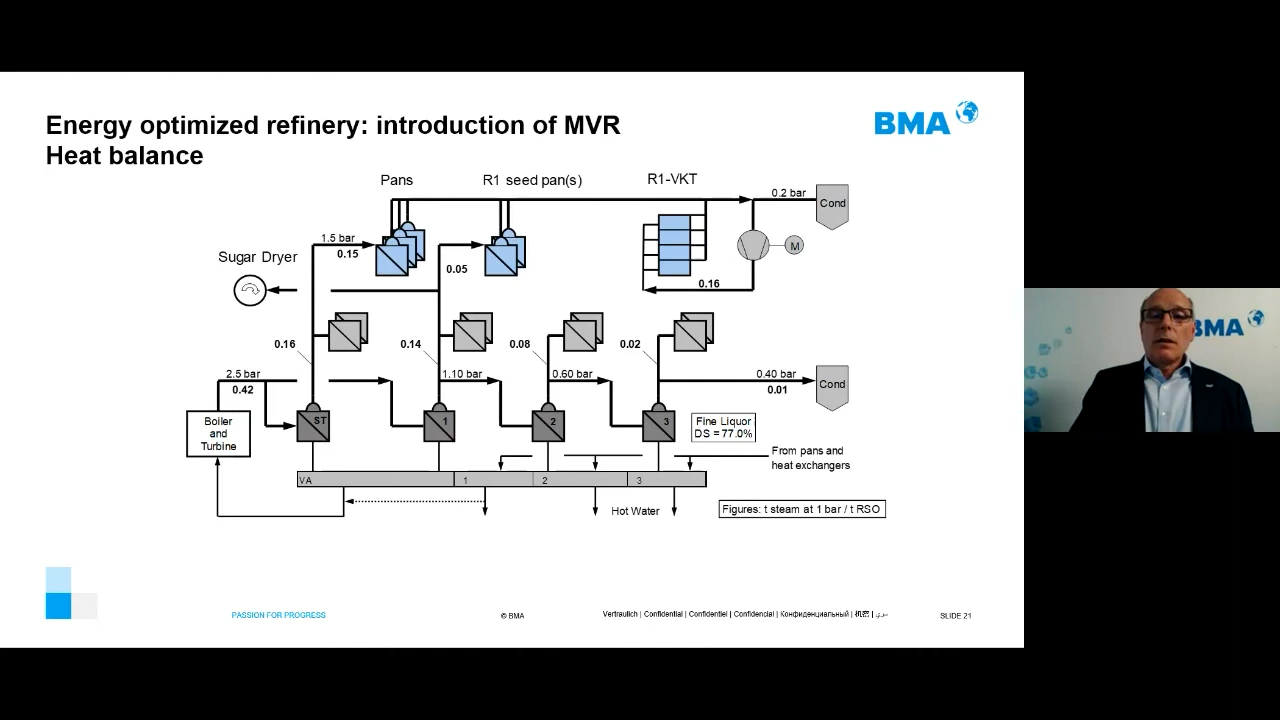 Energy optimized refinery: introduction of MVR
Heat balance
BMA
Pans
R1 seed pan(s)
R1-VKT
0.2 bar
Cond
1.5 bar
0.15
Sugar Dryer
0.05
M
0.16
0.16
0.14
0.08
0.02
2.5 bar
0.42
1.10 bar
0.60 bar
0.40 bar
0.01
Cond
Boiler
and
Turbine
ST
1
2
3
Fine Liquor
DS = 77.0%
From pans and
heat exchangers
VA
1
2
3
Hot Water
Figures: t steam at 1 bar / t RSO
PASSION FOR PROGRESS
© BMA
Vertraulich | Confidential | Confidentiel | Confidencial | Конфиденциальный | 机密 | سري
SLIDE 21
BMA